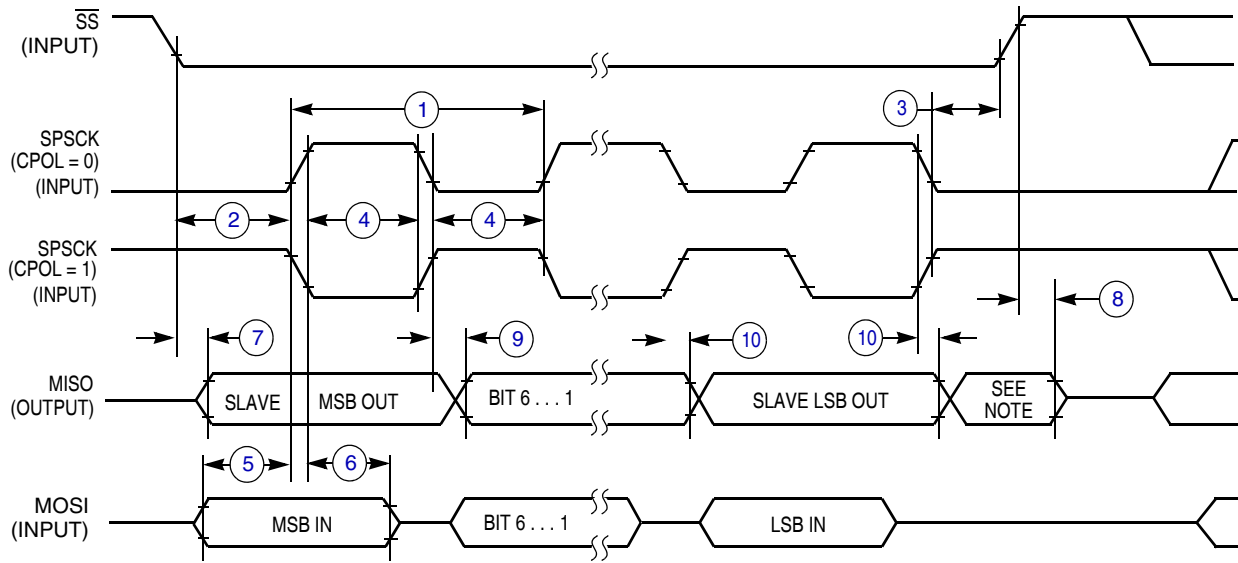 SS
(INPUT)
1
3
SPSCK
(CPOL = 0)
(INPUT)
2
4
4
SPSCK
(CPOL = 1)
(INPUT)
8
7
9
10
10
MISO
(OUTPUT)
SLAVE
MSB OUT
BIT 6 . . . 1
SLAVE LSB OUT
SEE
NOTE
5
6
MOSI
(INPUT)
MSB IN
BIT 6 . . . 1
LSB IN